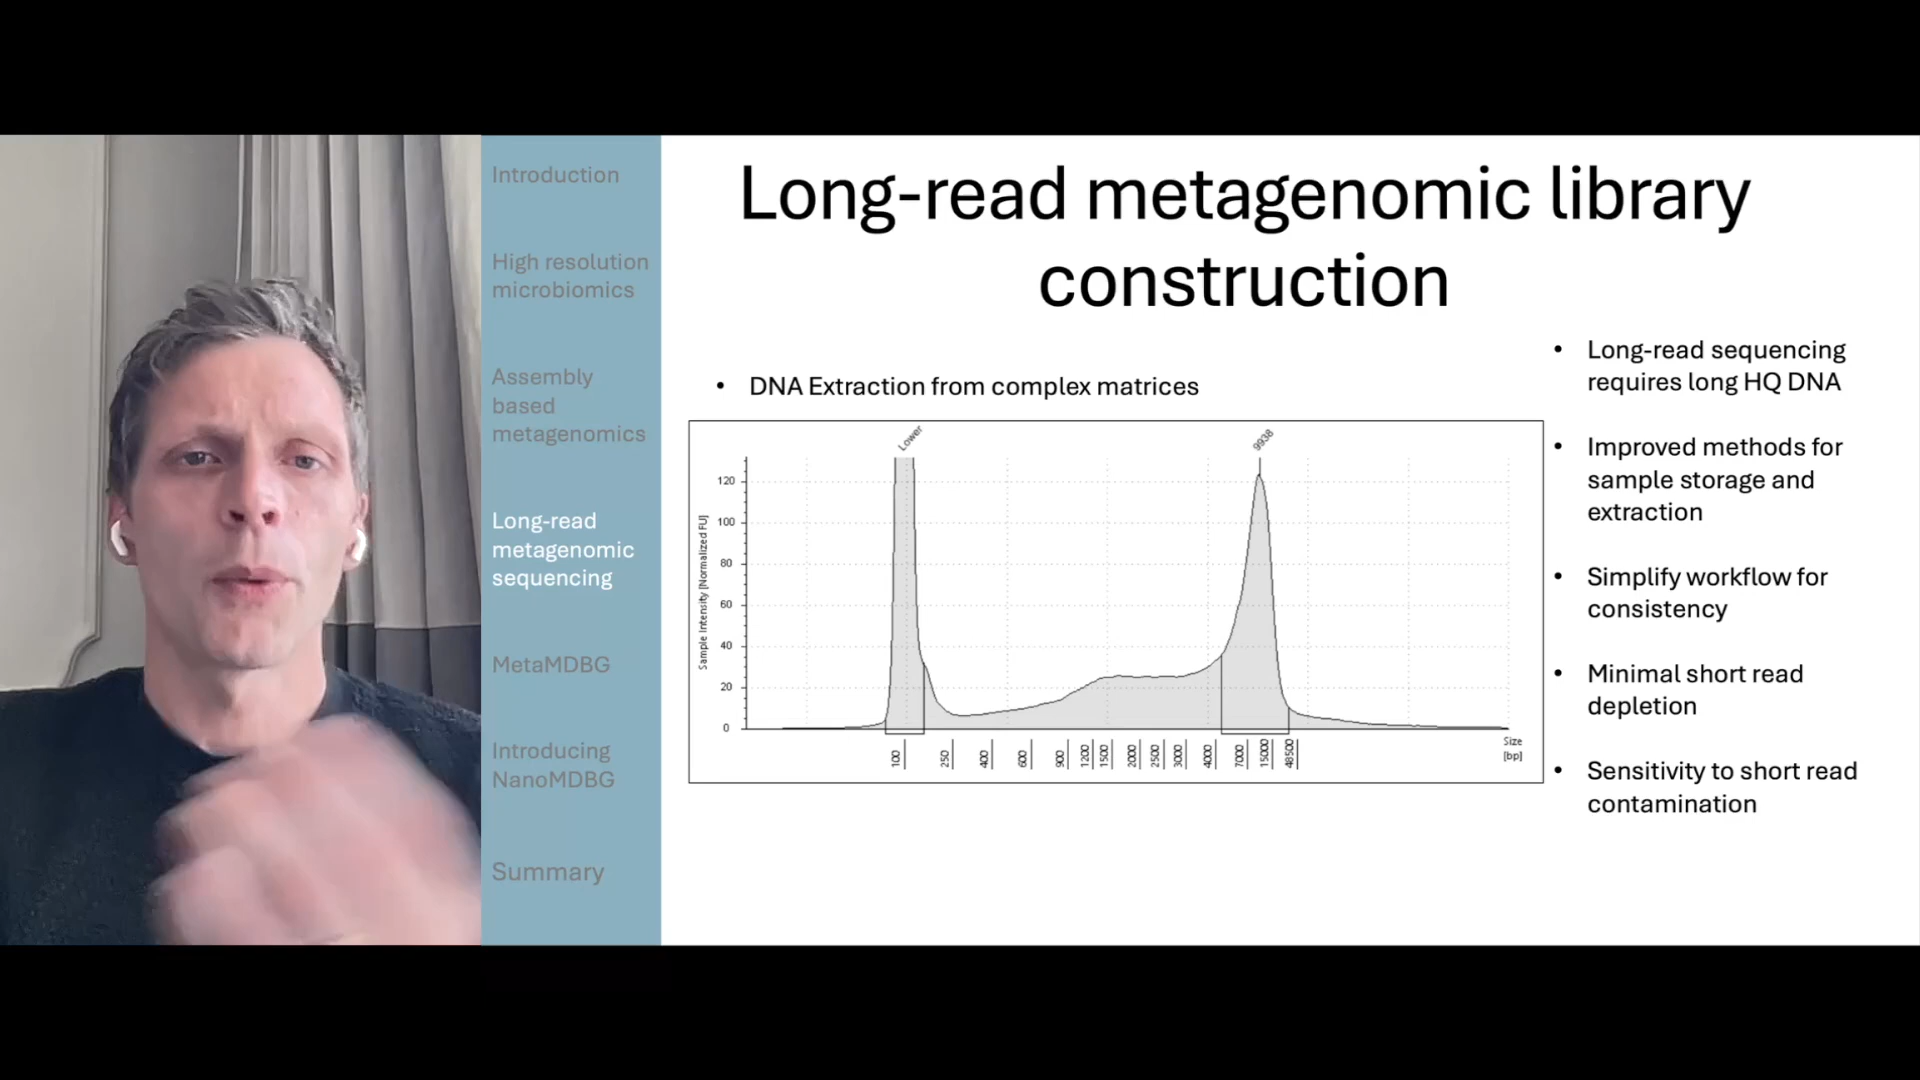 Introduction
High resolution
microbiomics
Assembly
based
metagenomics
Long-read
metagenomic
sequencing
MetaMDBG
Introducing
NanoMDBG
Summary
Long-read metagenomic library
construction
• DNA Extraction from complex matrices
Lower
9938
Sample Intensity [Normalized FU]
120
100
80
60
40
20
0
100
250
400
600
900
1200
1500
2000
2500
3000
4000
7000
15000
48500
Size
[bp]
• Long-read sequencing
requires long HQ DNA
• Improved methods for
sample storage and
extraction
• Simplify workflow for
consistency
• Minimal short read
depletion
• Sensitivity to short read
contamination